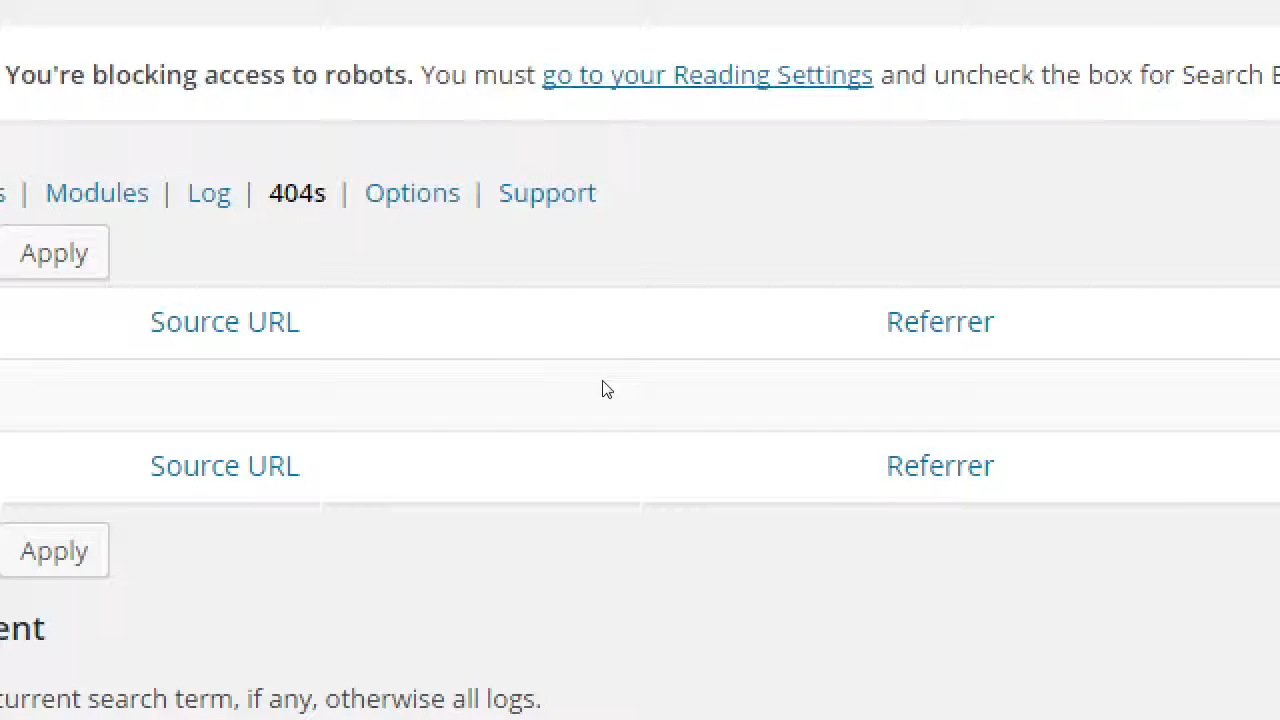 You're blocking access to robots. You must go to your Reading Settings and uncheck the box for Search
s | Modules | Log | 404s | Options | Support
Apply
Source URL Referrer
Source URL Referrer
Apply
ent
current search term, if any, otherwise all logs.